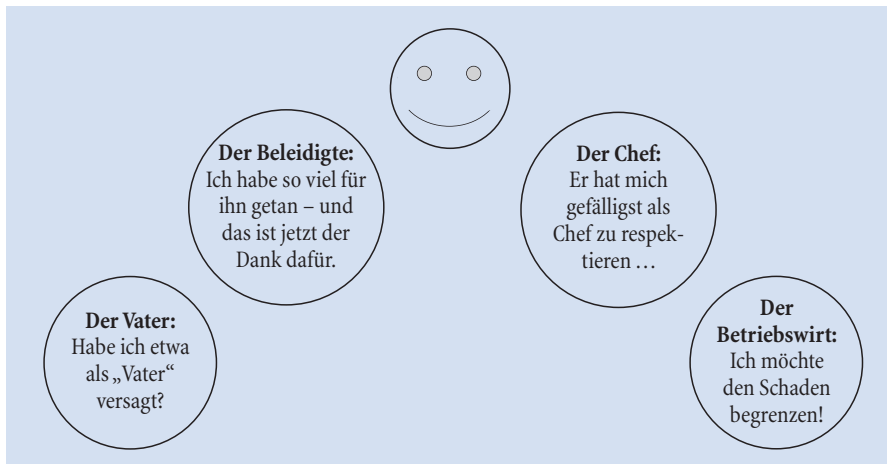 Der Beleidigte:
Ich habe so viel für
ihn getan – und
das ist jetzt der
Dank dafür.
Der Chef:
Er hat mich
gefälligst als
Chef zu respek-
tieren …
Der Vater:
Habe ich etwa
als „Vater“
versagt?
Der
Betriebswirt:
Ich möchte
den Schaden
begrenzen!